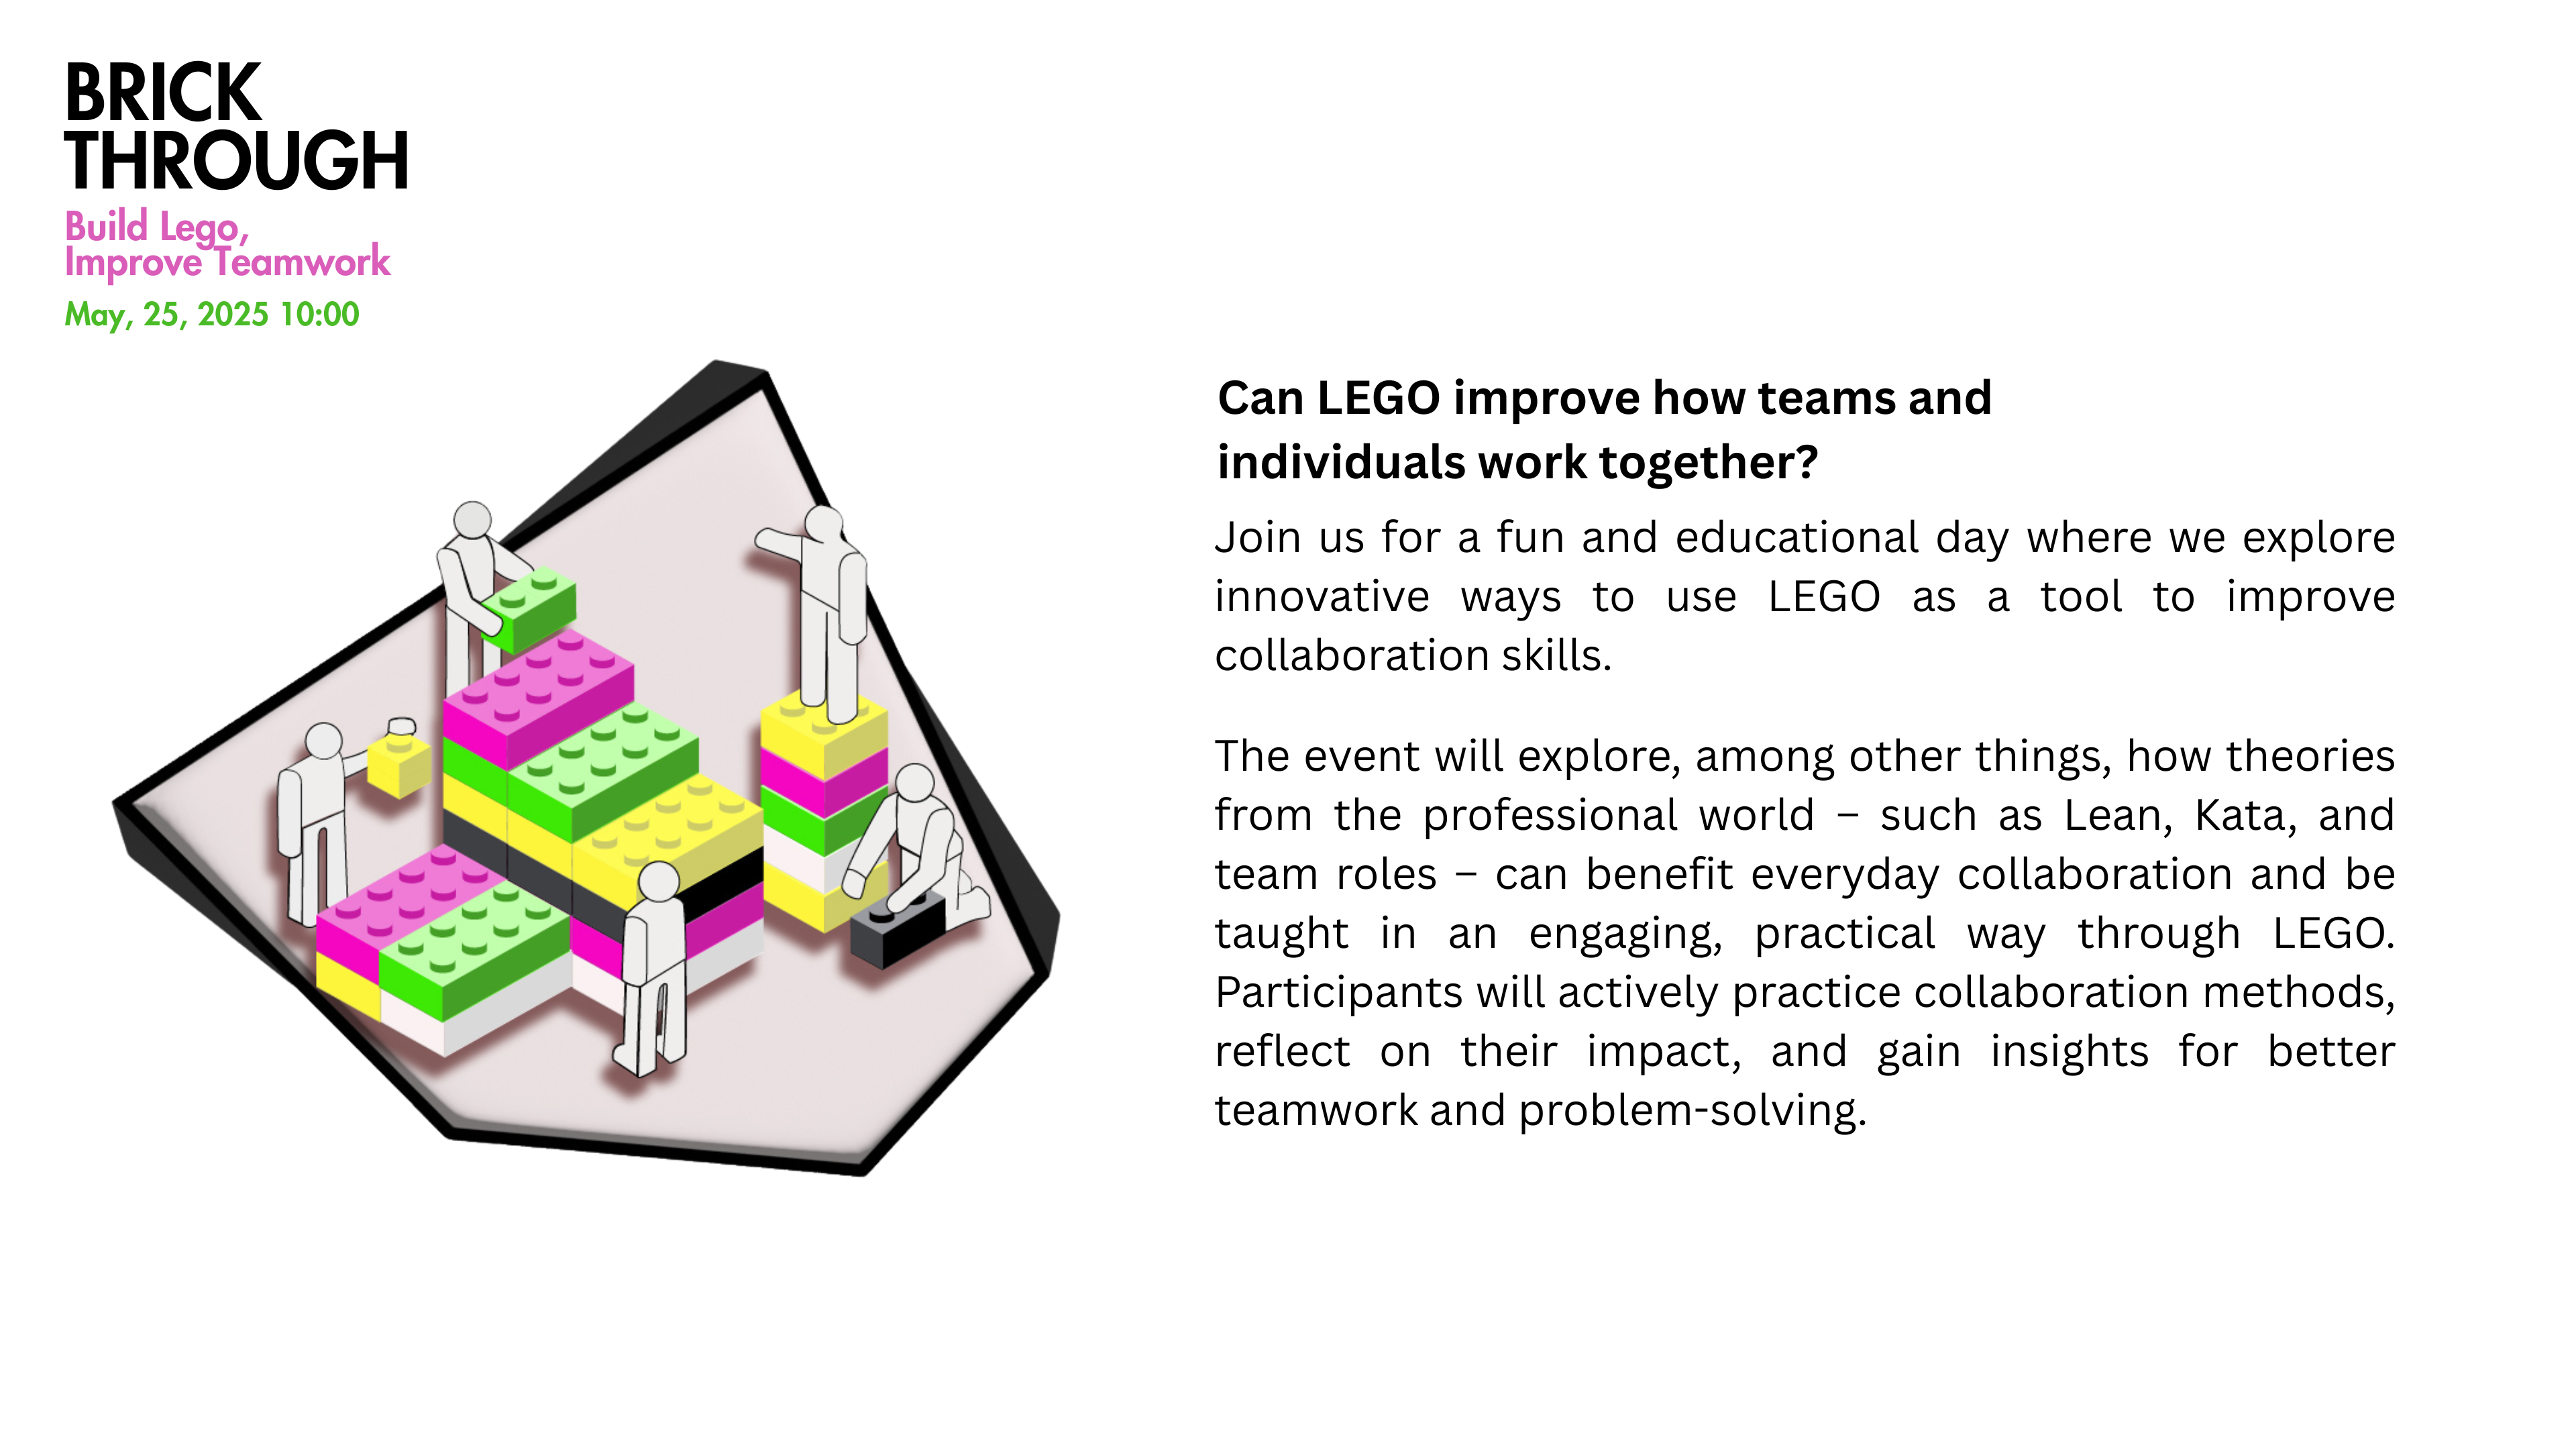 BRICK
THROUGH
Build Lego,
Improve Teamwork
May, 25, 2025 10:00
Can LEGO improve how teams and
individuals work together?
Join us for a fun and educational day where we explore
innovative ways to use LEGO as a tool to improve
collaboration skills.
The event will explore, among other things, how theories
from the professional world – such as Lean, Kata, and
team roles – can benefit everyday collaboration and be
taught in an engaging, practical way through LEGO.
Participants will actively practice collaboration methods,
reflect on their impact, and gain insights for better
teamwork and problem-solving.